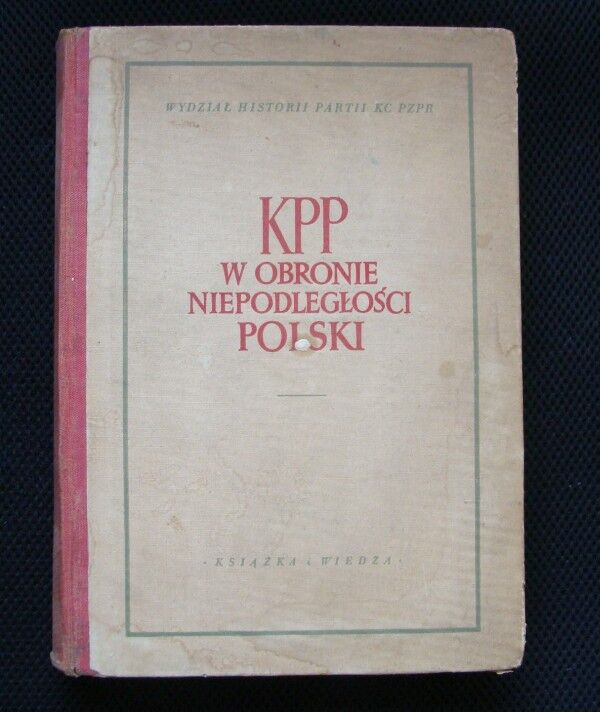 WYDZIAŁ HISTORII PARTII KC PZPR
KPP
W OBRONIE
NIEPODLEGŁOŚCI
POLSKI
· KSIĄŻKA i WIEDZA ·